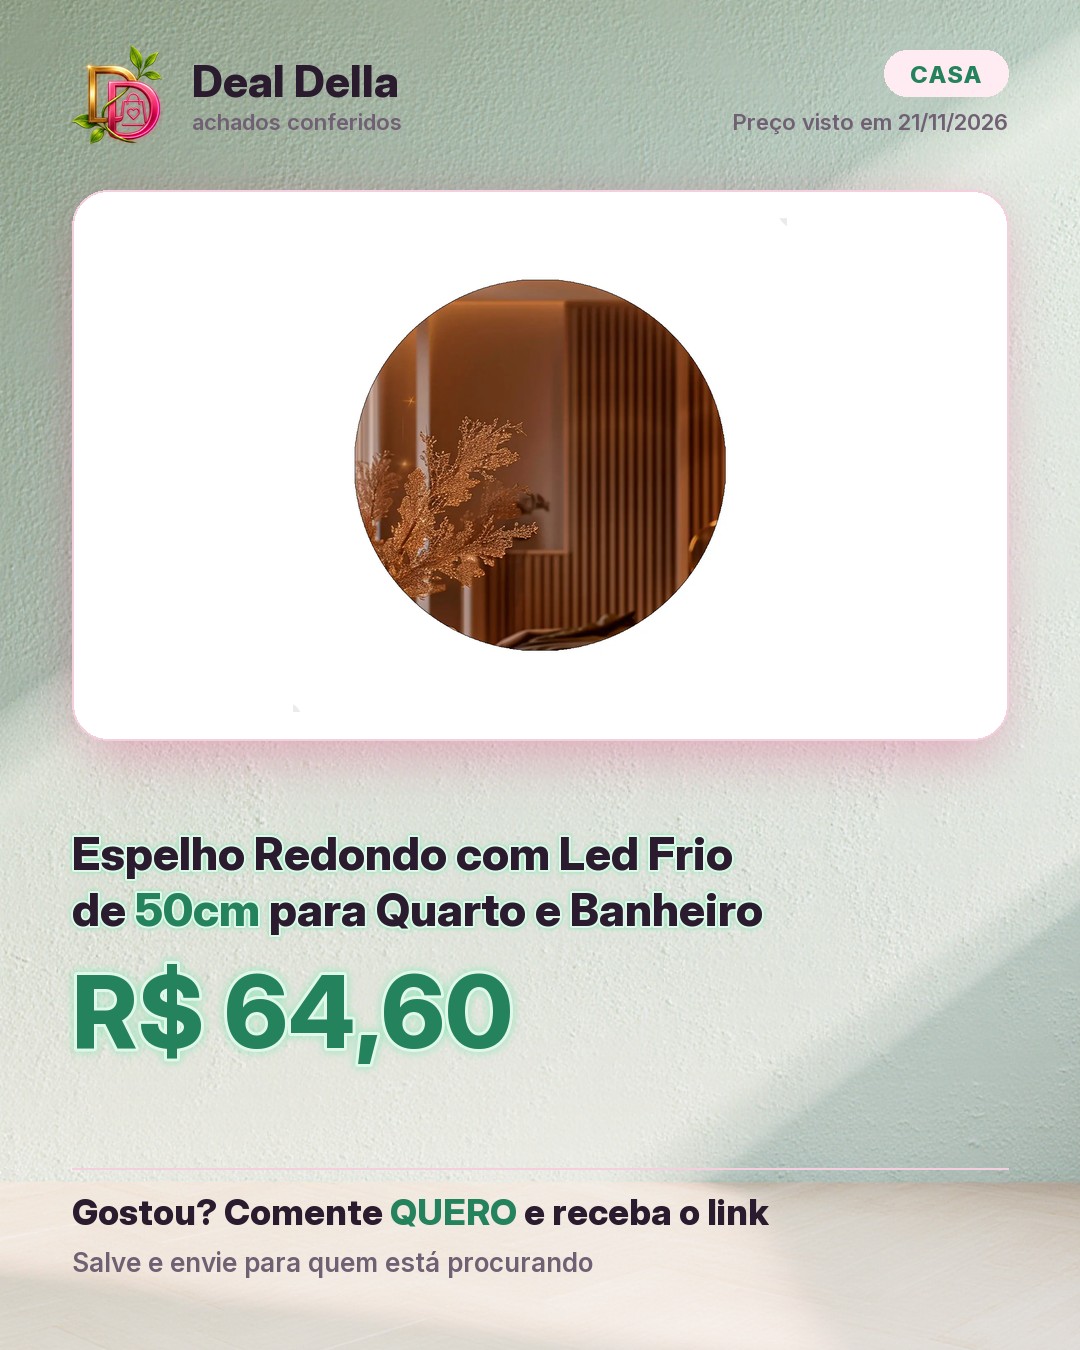 Deal Della
achados conferidos
CASA
Preço visto em 21/11/2026
Espelho Redondo com Led Frio
de 50cm para Quarto e Banheiro
R$ 64,60
Gostou? Comente QUERO e receba o link
Salve e envie para quem está procurando